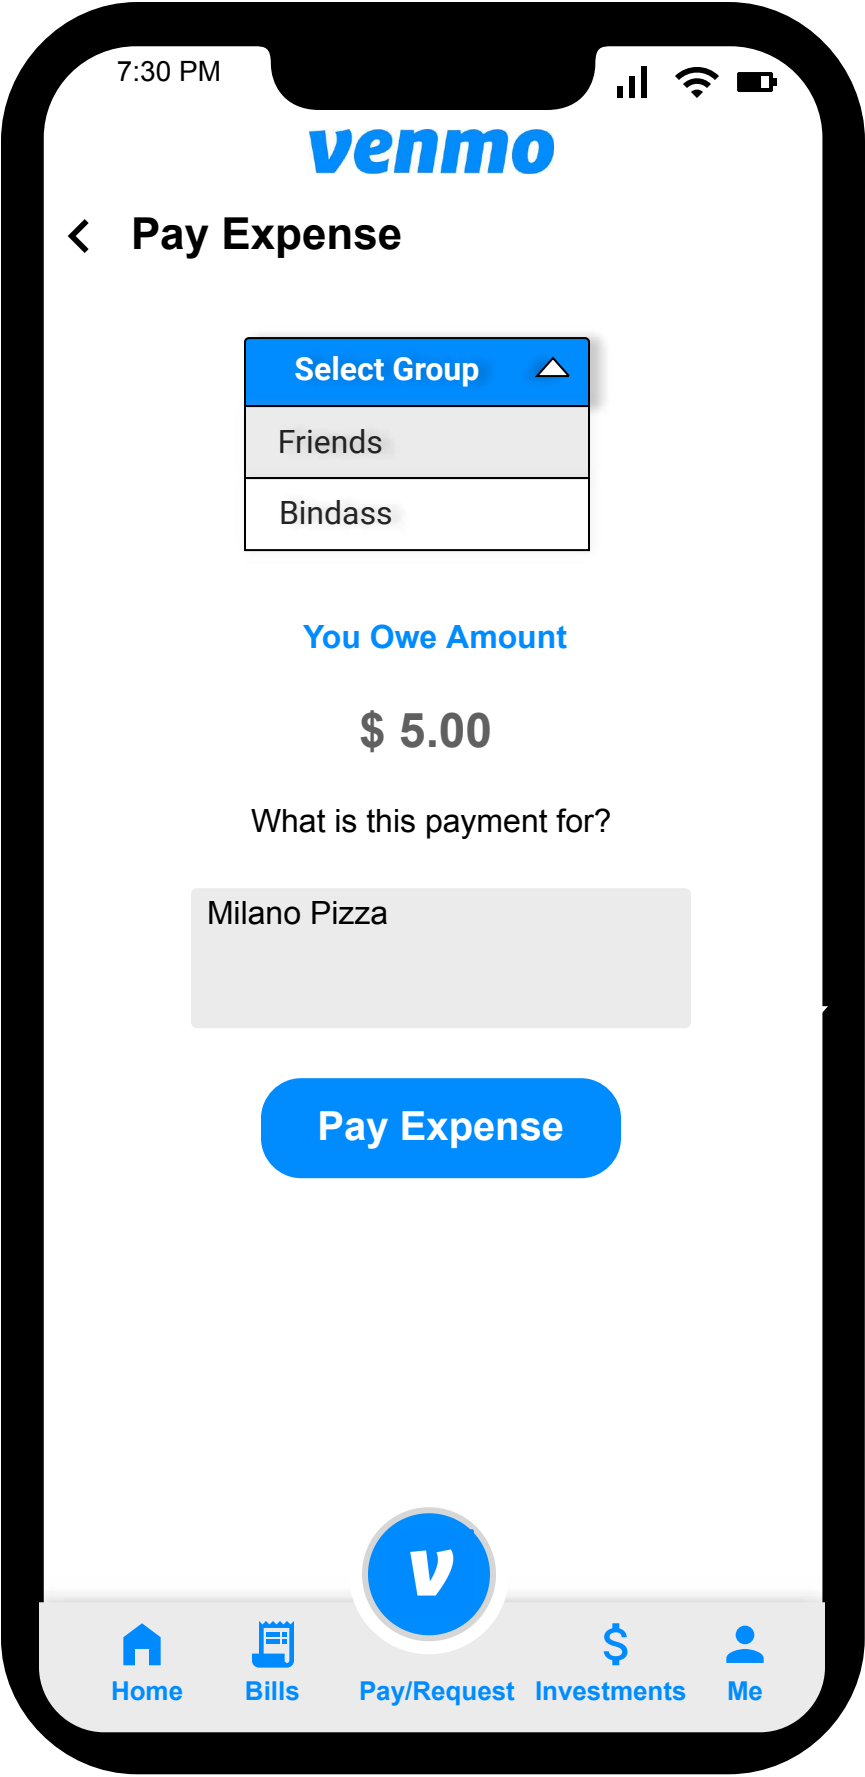 7:30 PM
venmo
Pay Expense
Select Group
Friends
Bindass
You Owe Amount
$ 5.00
What is this payment for?
Milano Pizza
Pay Expense
v
Home Bills Pay/Request Investments Me